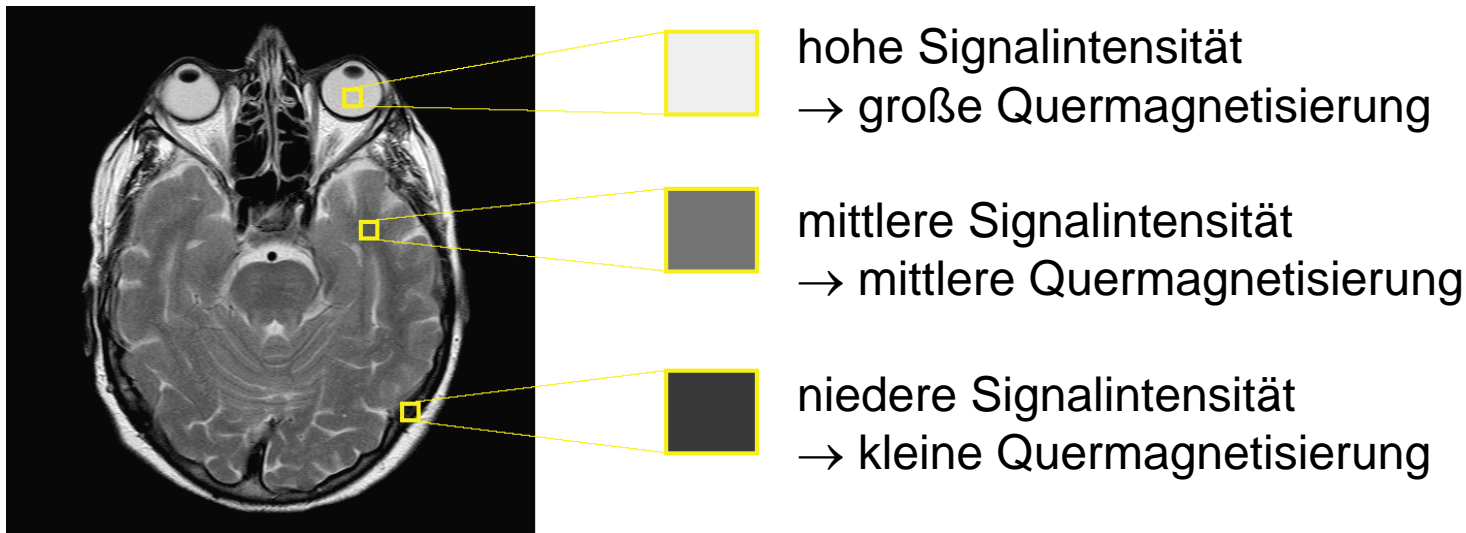 hohe Signalintensität
→ große Quermagnetisierung
mittlere Signalintensität
→ mittlere Quermagnetisierung
niedere Signalintensität
→ kleine Quermagnetisierung